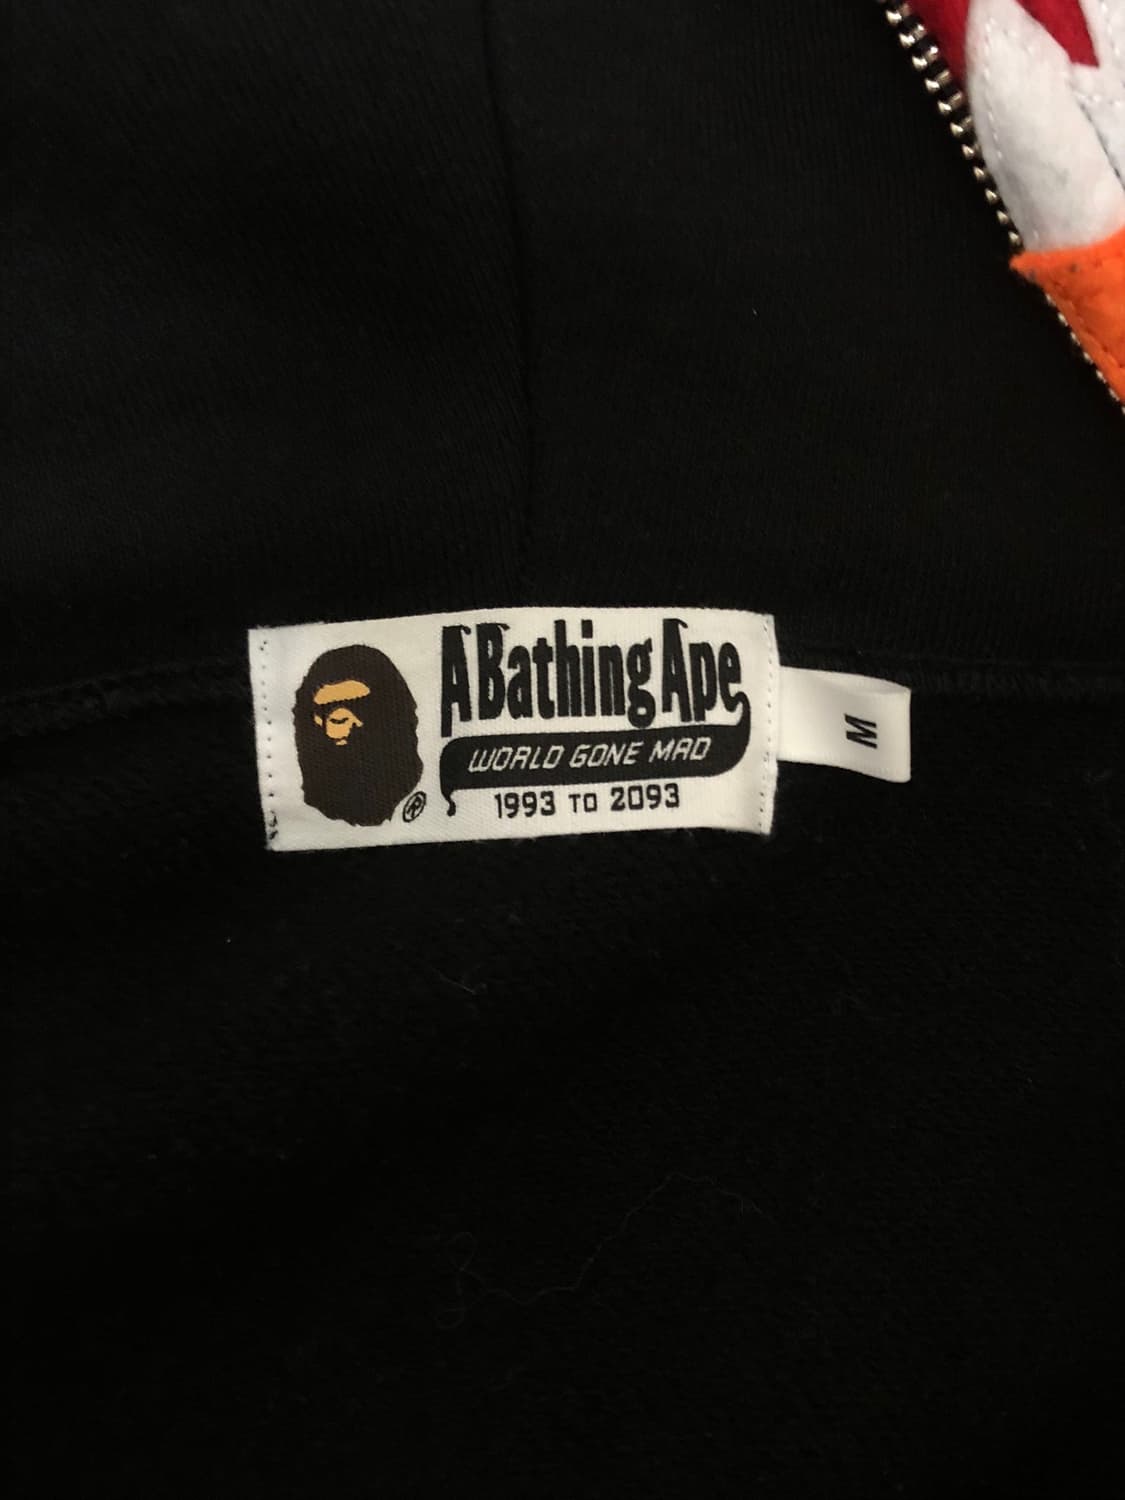 A Bathing Ape
WORLD GONE MAD
1993 TO 2093
®
M